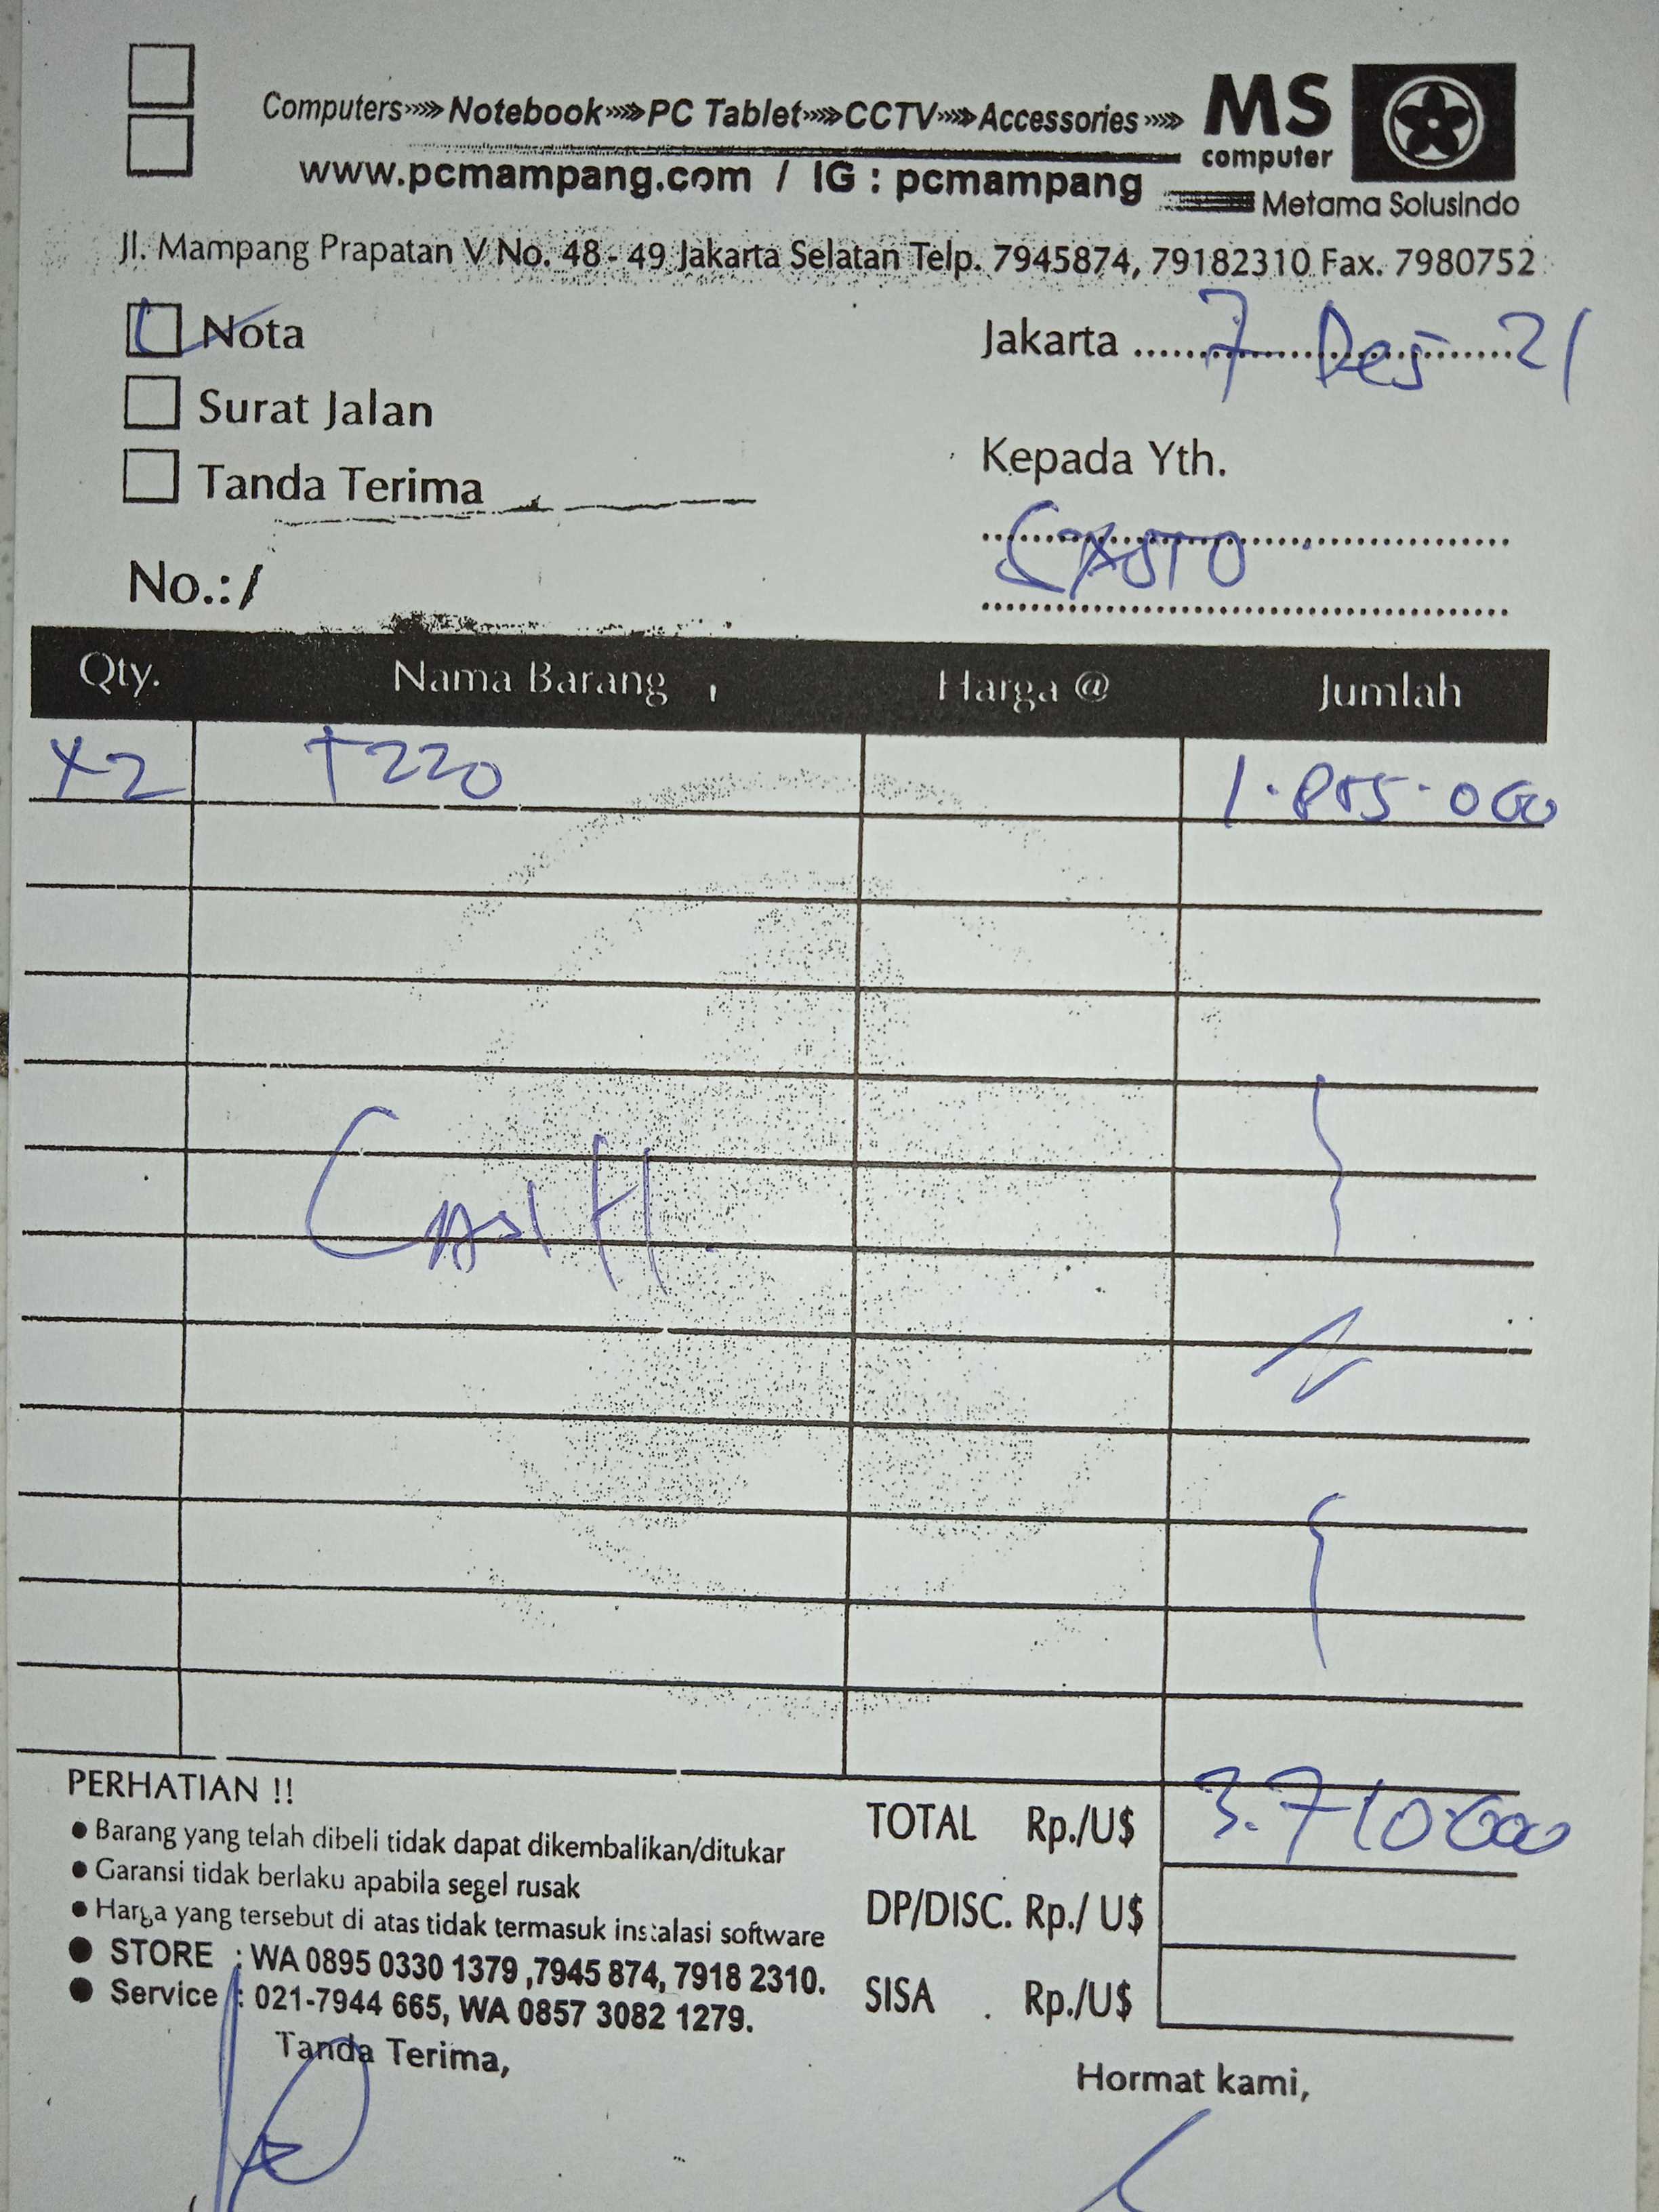 Computers Notebook PC Tablet CCTV Accessories
MS
computer
www.pcmampang.com / IG : pcmampang
Metama Solusindo
Jl. Mampang Prapatan V No. 48 - 49 Jakarta Selatan Telp. 7945874, 79182310 Fax. 7980752
Nota
Jakarta 7 Des 21
Surat Jalan
Kepada Yth.
Tanda Terima
CASTO
No.:/
Qty. Nama Barang Harga @ Jumlah
x2 T220 1.855.000
CASH.
PERHATIAN !!
● Barang yang telah dibeli tidak dapat dikembalikan/ditukar
● Garansi tidak berlaku apabila segel rusak
● Harga yang tersebut di atas tidak termasuk instalasi software
● STORE : WA 0895 0330 1379 ,7945 874, 7918 2310.
● Service : 021-7944 665, WA 0857 3082 1279.
TOTAL Rp./U$ 3.710.000
DP/DISC. Rp./ U$
SISA Rp./U$
Tanda Terima,
Hormat kami,